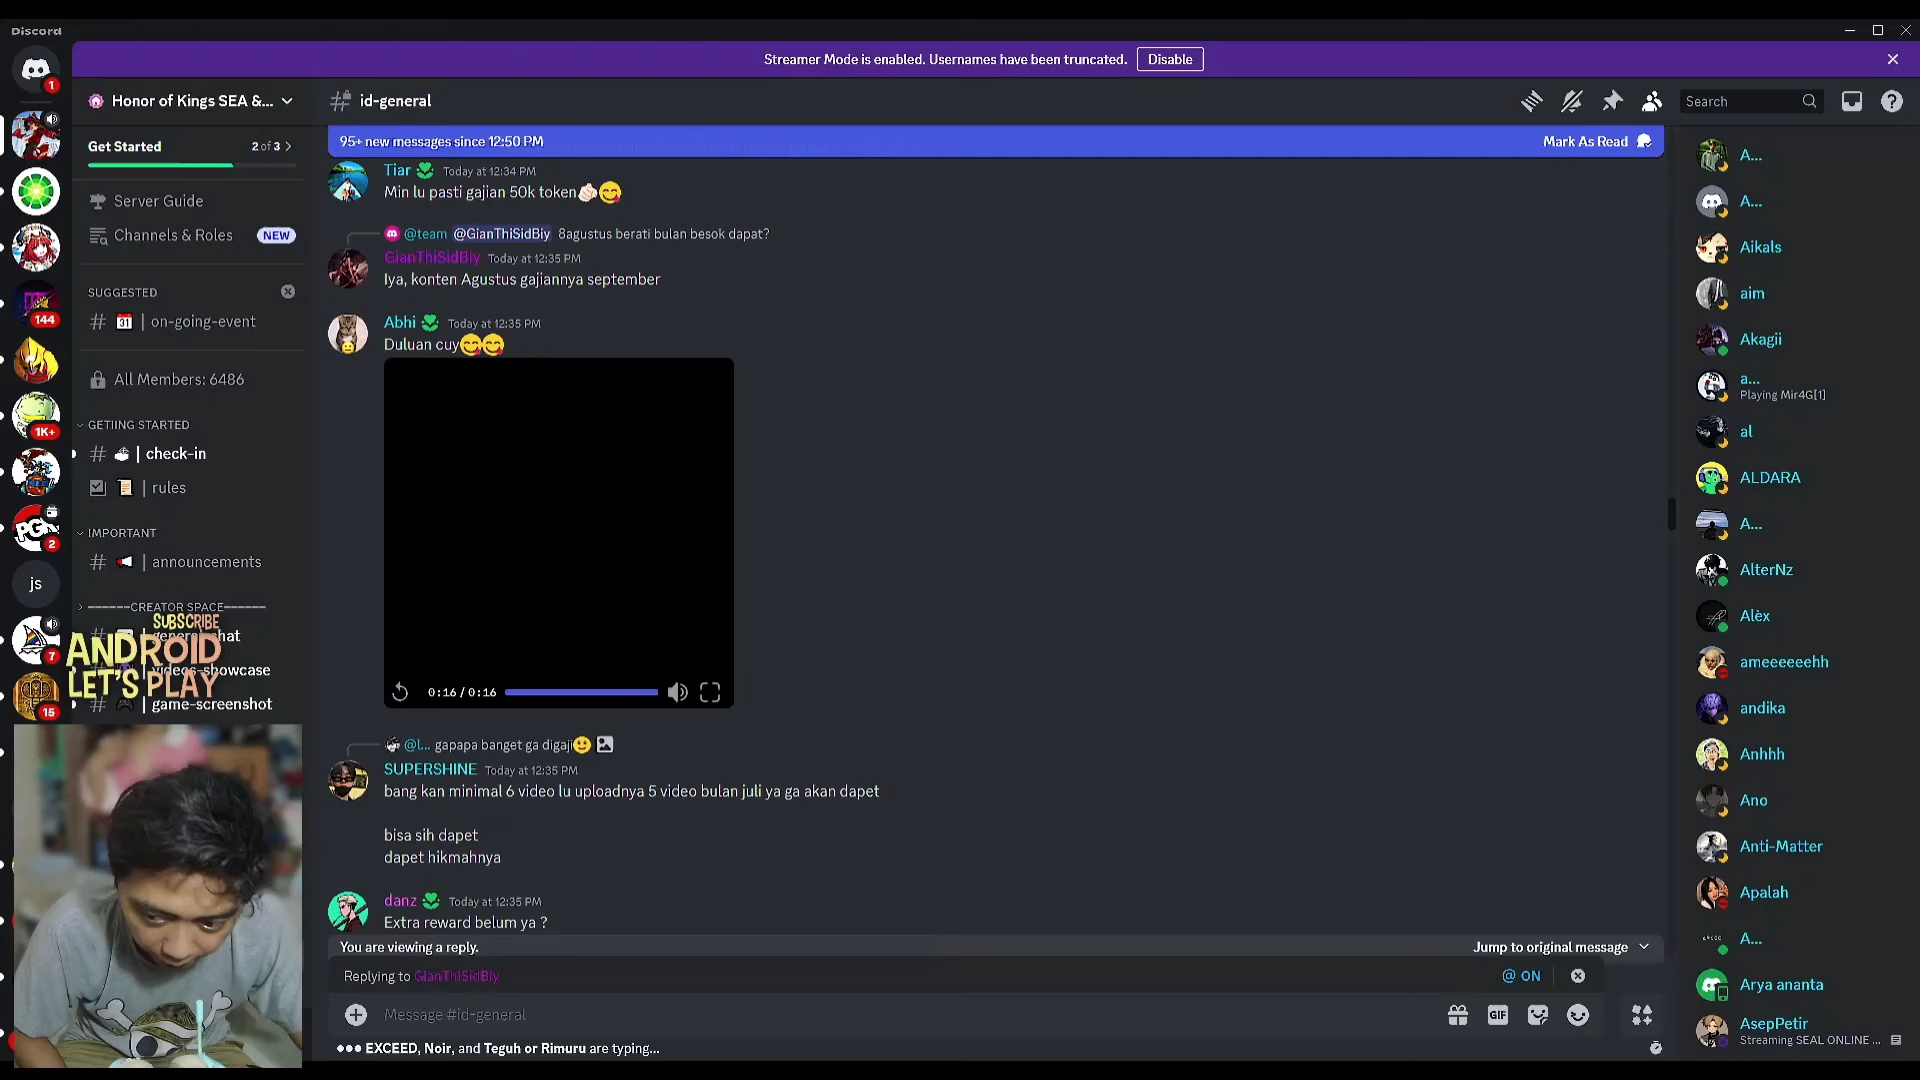 Discord
Streamer Mode is enabled. Usernames have been truncated. Disable
1
144
1K+
2
js
7
15
Honor of Kings SEA &...
Get Started 2 of 3
Server Guide
Channels & Roles NEW
SUGGESTED
# 31 | on-going-event
All Members: 6486
GETTING STARTED
# | check-in
| rules
IMPORTANT
# | announcements
------CREATOR SPACE------
videos-showcase
# | game-screenshot
SUBSCRIBE
ANDROID
LET'S PLAY
id-general
Search
95+ new messages since 12:50 PM Mark As Read
Tiar Today at 12:34 PM
Min lu pasti gajian 50k token🤏🏻😋
@team @GianThiSidBiy 8agustus berati bulan besok dapat?
GianThiSidBiy Today at 12:35 PM
Iya, konten Agustus gajiannya september
Abhi Today at 12:35 PM
Duluan cuy😋😋
0:16 / 0:16
@l... gapapa banget ga digaji🙂
SUPERSHINE Today at 12:35 PM
bang kan minimal 6 video lu uploadnya 5 video bulan juli ya ga akan dapet
bisa sih dapet
dapet hikmahnya
danz Today at 12:35 PM
Extra reward belum ya ?
You are viewing a reply. Jump to original message
Replying to GianThiSidBiy @ ON
Message #id-general
GIF
EXCEED, Noir, and Teguh or Rimuru are typing...
A...
A...
Aikals
aim
Akagii
a...
Playing Mir4G[1]
al
ALDARA
A...
AlterNz
Alèx
ameeeeeehh
andika
Anhhh
Ano
Anti-Matter
Apalah
A...
Arya ananta
AsepPetir
Streaming SEAL ONLINE ...